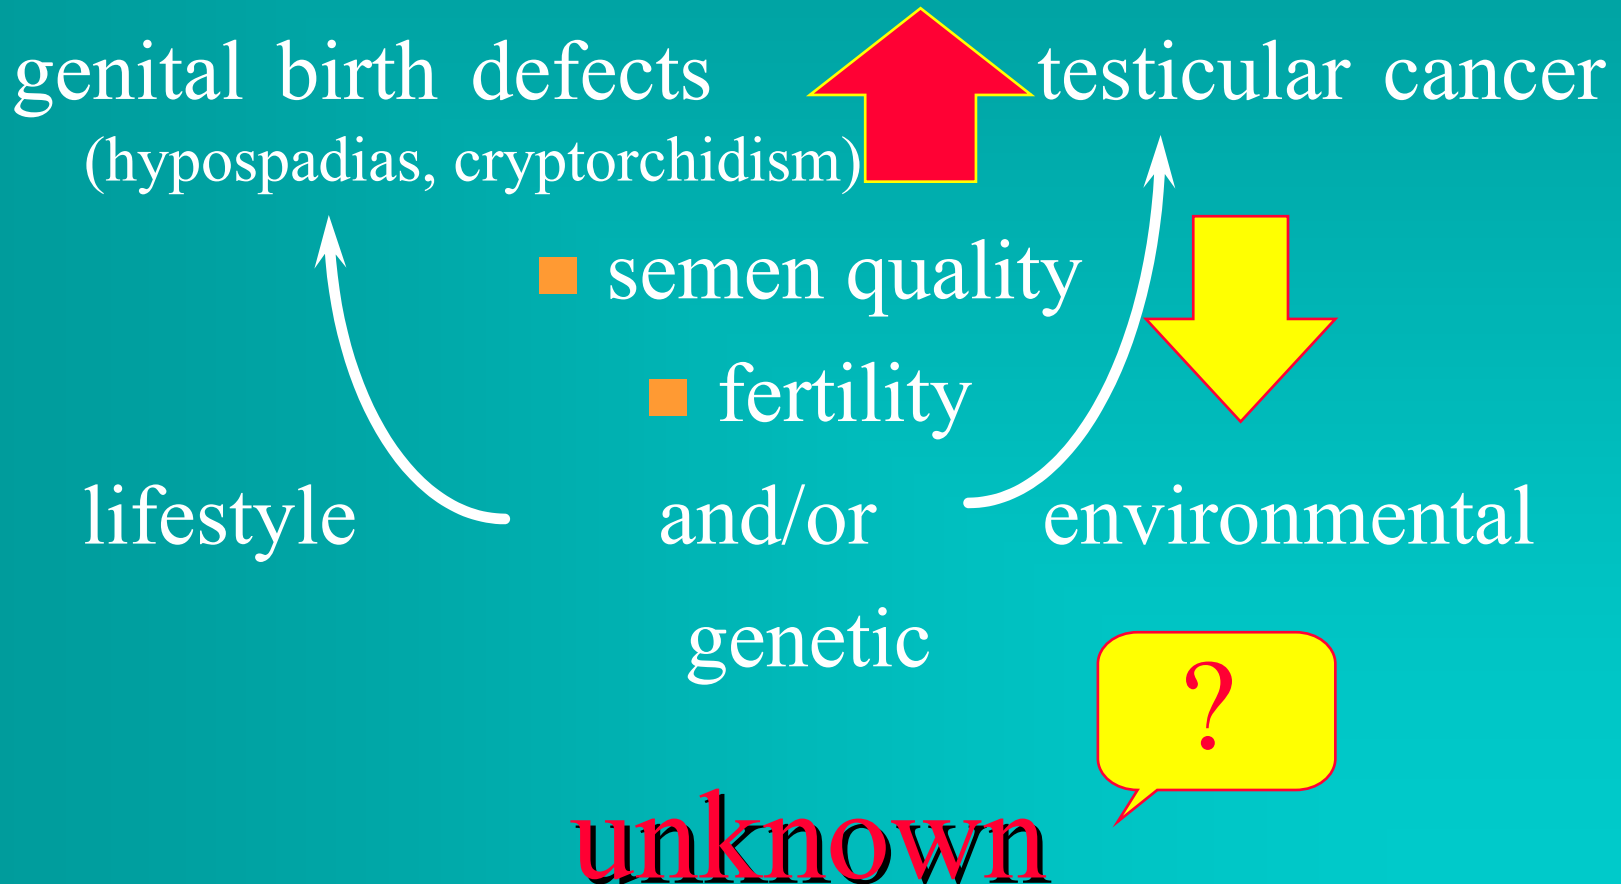 genital birth defects testicular cancer
(hypospadias, cryptorchidism)
semen quality
fertility
lifestyle and/or environmental
genetic
?
unknown